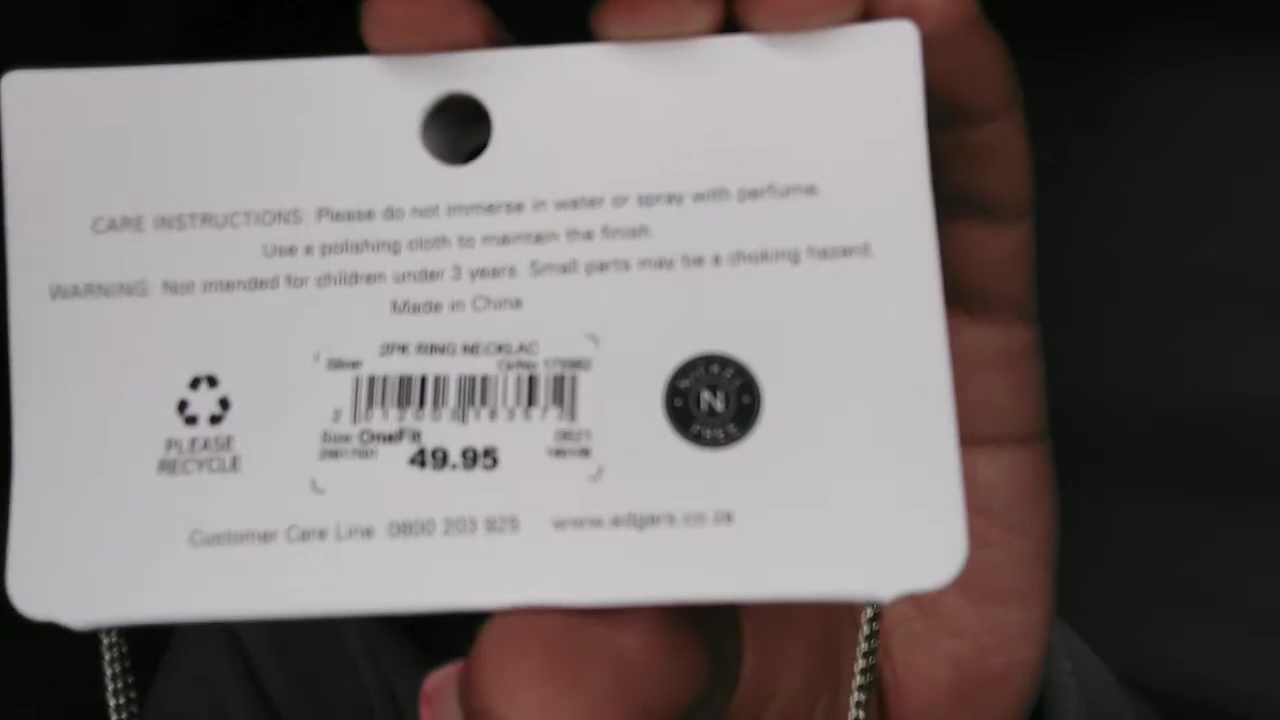 CARE INSTRUCTIONS: Please do not immerse in water or spray with perfume.
Use a polishing cloth to maintain the finish.
WARNING: Not intended for children under 3 years. Small parts may be a choking hazard.
Made in China
2PK RING NECKLAC
Silver
Size OneFit
49.95
PLEASE
RECYCLE
NICKEL
N
FREE
Customer Care Line 0800 203 925 www.edgars.co.za